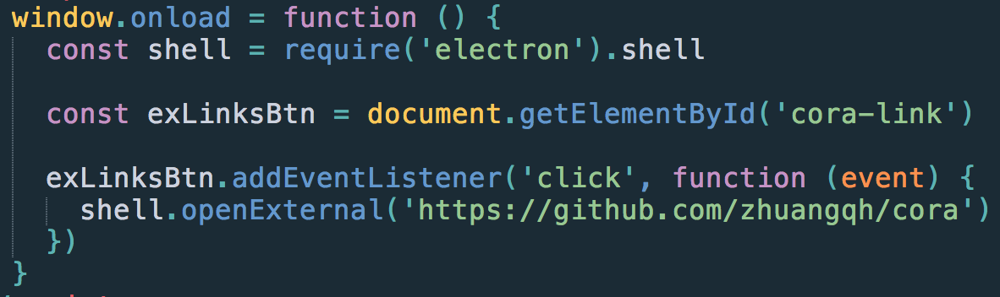 window.onload = function () {
  const shell = require('electron').shell

  const exLinksBtn = document.getElementById('cora-link')

  exLinksBtn.addEventListener('click', function (event) {
    shell.openExternal('https://github.com/zhuangqh/cora')
  })
}